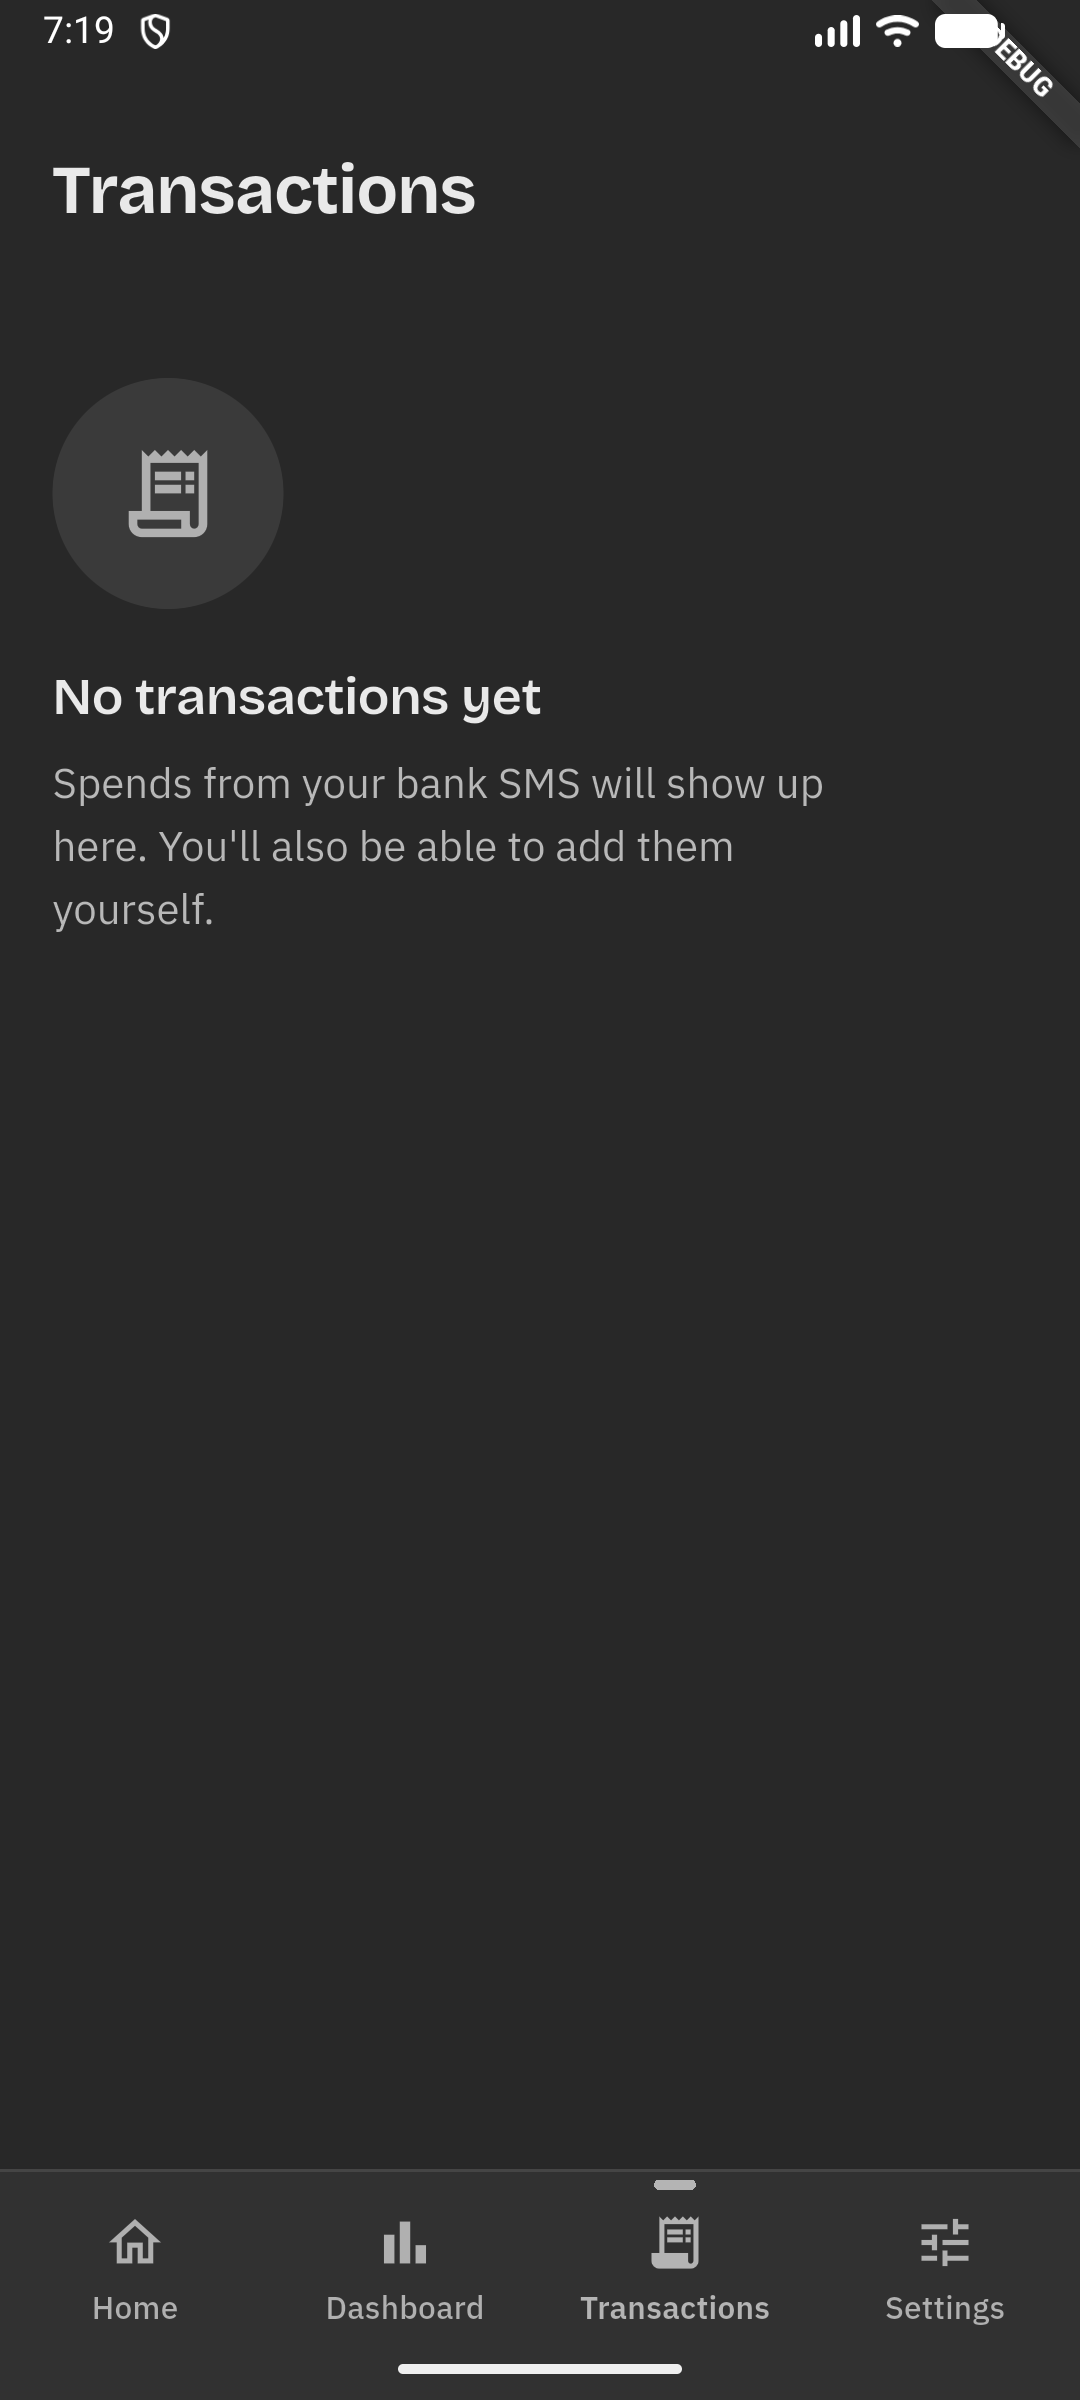 7:19
EBUG
Transactions
No transactions yet
Spends from your bank SMS will show up
here. You'll also be able to add them
yourself.
Home
Dashboard
Transactions
Settings